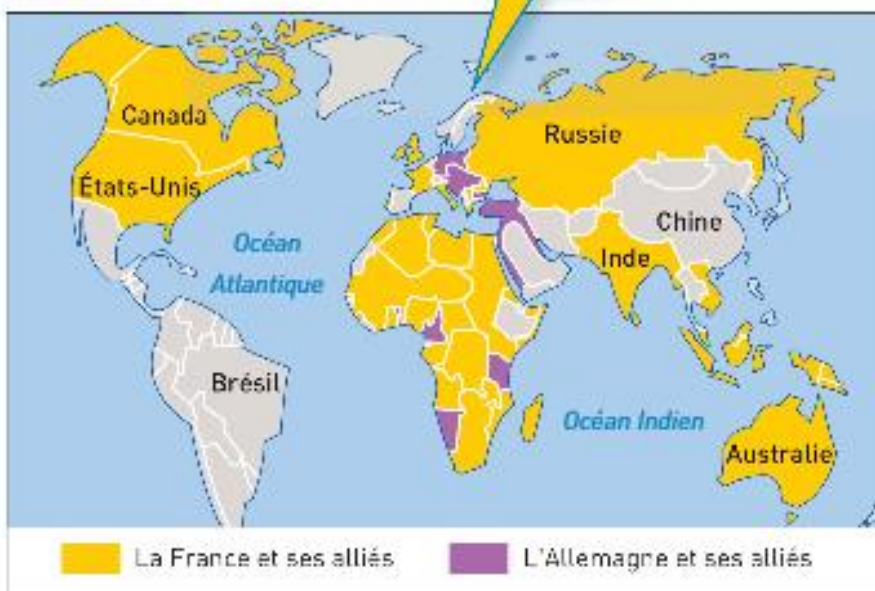 Canada
Russie
États-Unis
Chine
Océan
Atlantique
Inde
Brésil
Océan Indien
Australie
La France et ses alliés
L'Allemagne et ses alliés